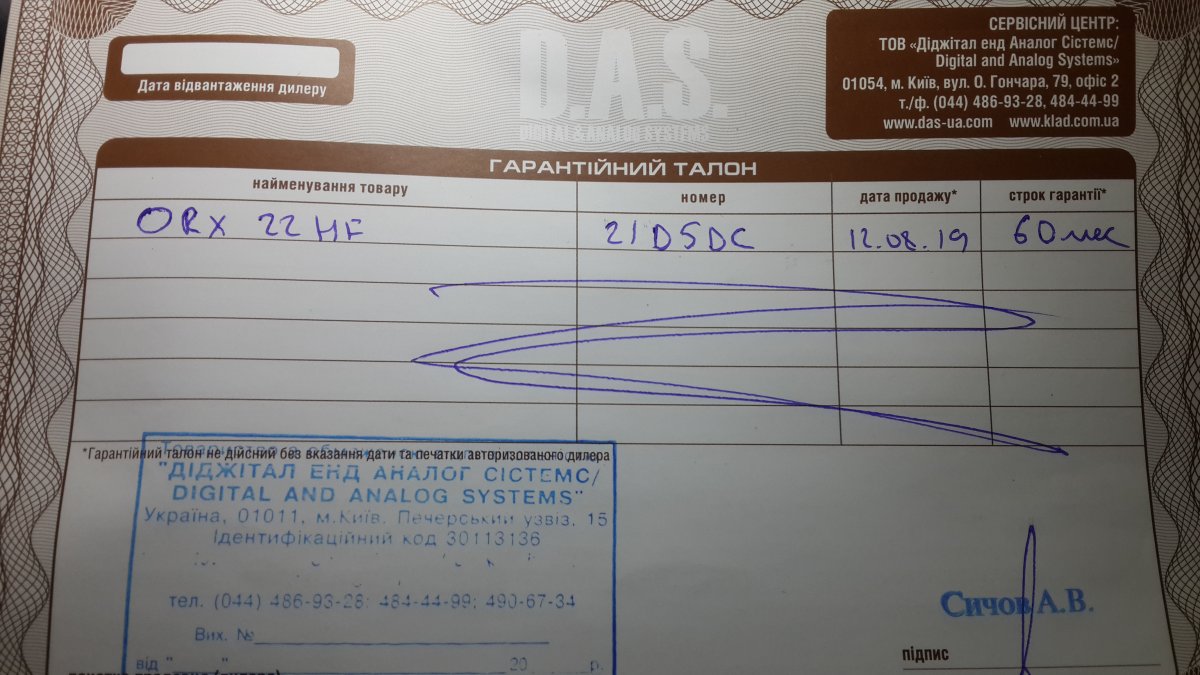 Дата відвантаження дилеру
D.A.S.
DIGITAL & ANALOG SYSTEMS
СЕРВІСНИЙ ЦЕНТР:
ТОВ «Діджітал енд Аналог Сістемс/
Digital and Analog Systems»
01054, м. Київ, вул. О. Гончара, 79, офіс 2
т./ф. (044) 486-93-28, 484-44-99
www.das-ua.com www.klad.com.ua
ГАРАНТІЙНИЙ ТАЛОН
найменування товару номер дата продажу* строк гарантії*
ORX 22 HF 21D5DC 12.08.19 60 мес
*Гарантійний талон не дійсний без вказання дати та печатки авторизованого дилера
"ДІДЖІТАЛ ЕНД АНАЛОГ СІСТЕМС/
DIGITAL AND ANALOG SYSTEMS"
Україна, 01011, м.Київ. Печерський узвіз. 15
Ідентифікаційний код 30113136
тел. (044) 486-93-28; 484-44-99; 490-67-34
Вих. №
від " " 20 р.
Сичов А.В.
підпис